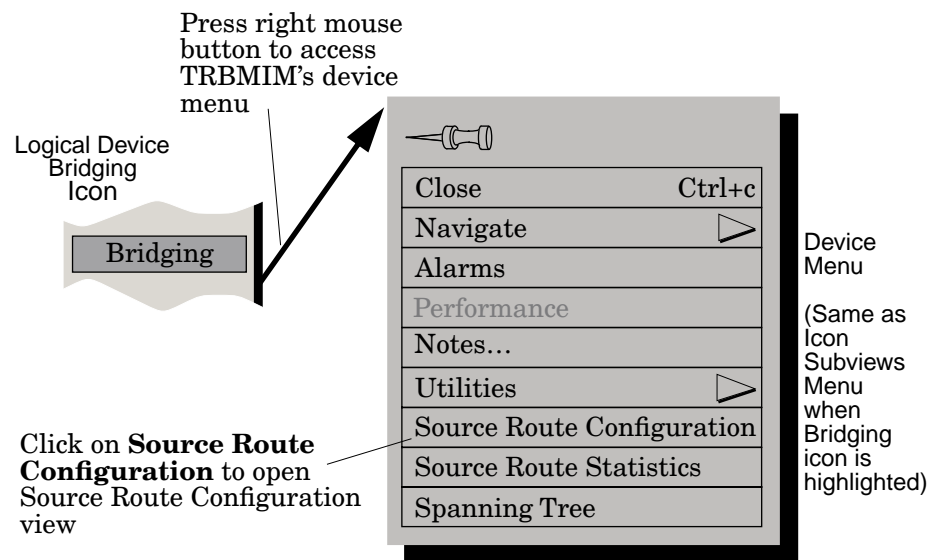 Press right mouse
button to access
TRBMIM's device
menu
Logical Device
Bridging
Icon
Bridging
Close Ctrl+c
Navigate
Alarms
Performance
Notes…
Utilities
Source Route Configuration
Source Route Statistics
Spanning Tree
Device
Menu
(Same as
Icon
Subviews
Menu
when
Bridging
icon is
highlighted)
Click on Source Route
Configuration to open
Source Route Configuration
view